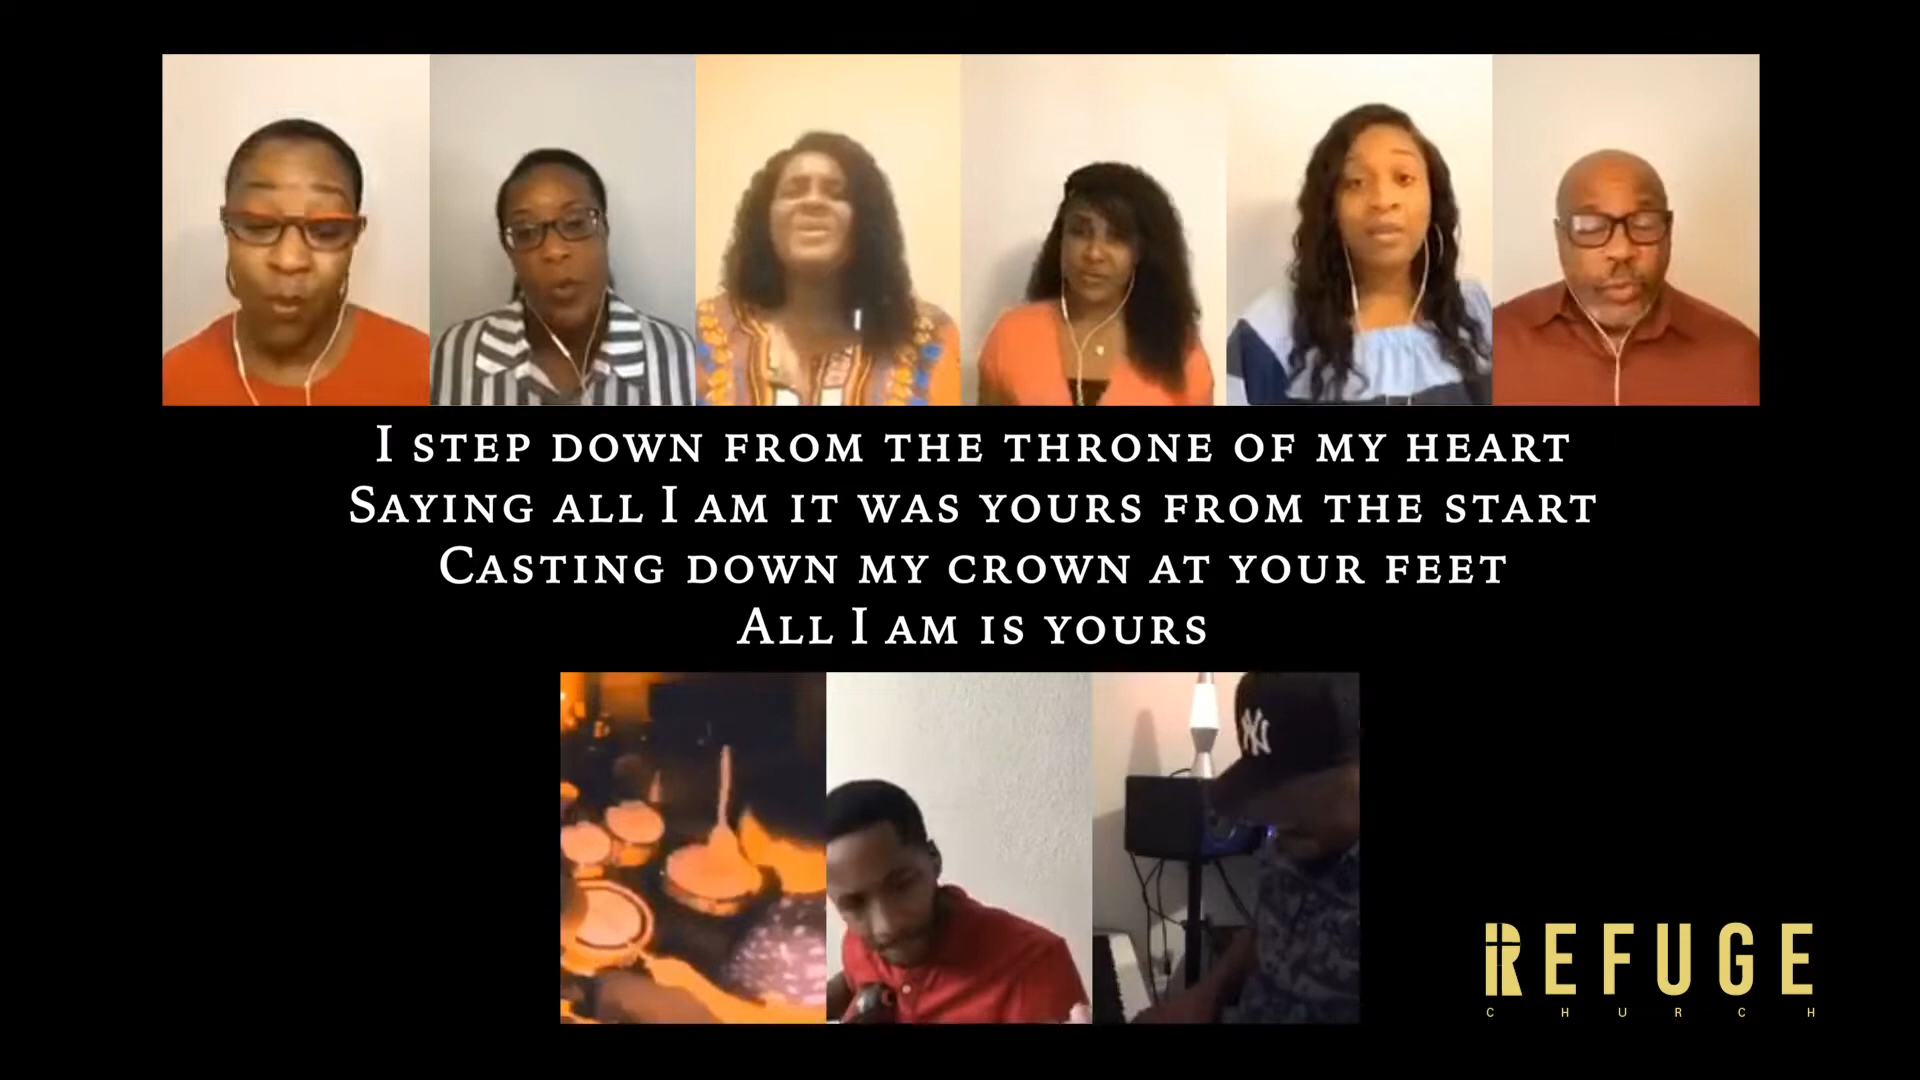 I STEP DOWN FROM THE THRONE OF MY HEART
SAYING ALL I AM IT WAS YOURS FROM THE START
CASTING DOWN MY CROWN AT YOUR FEET
ALL I AM IS YOURS
NY
REFUGE
CHURCH